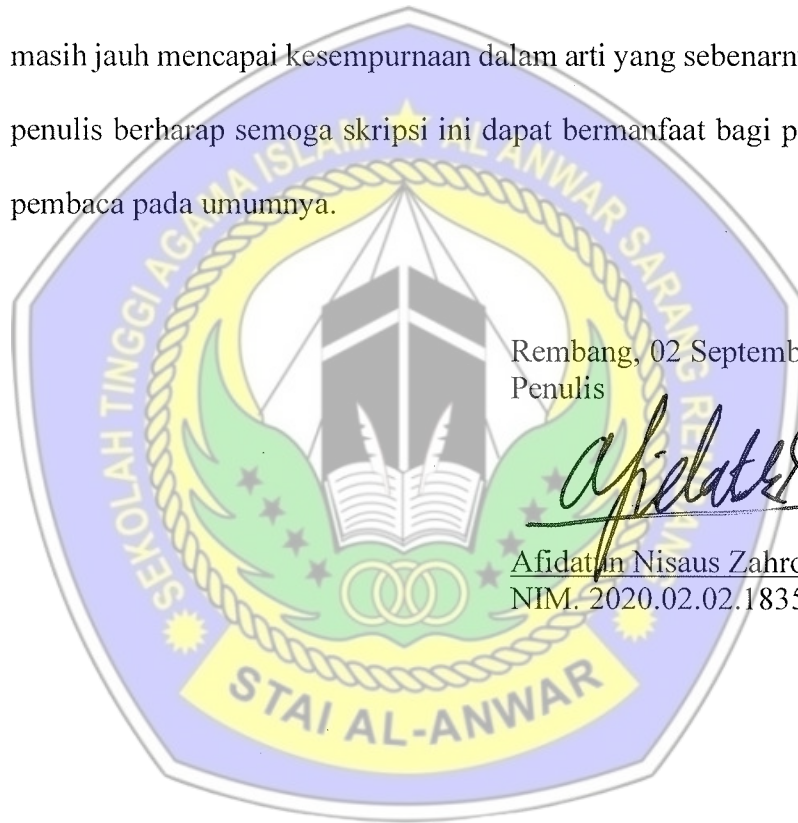 masih jauh mencapai kesempurnaan dalam arti yang sebenarn
penulis berharap semoga skripsi ini dapat bermanfaat bagi p
pembaca pada umumnya.
SEKOLAH TINGGI AGAMA ISLAM AL ANWAR SARANG REMBANG
Rembang, 02 Septemb
Penulis
Afidatun Nisaus Zahro
NIM. 2020.02.02.1835
STAI AL-ANWAR